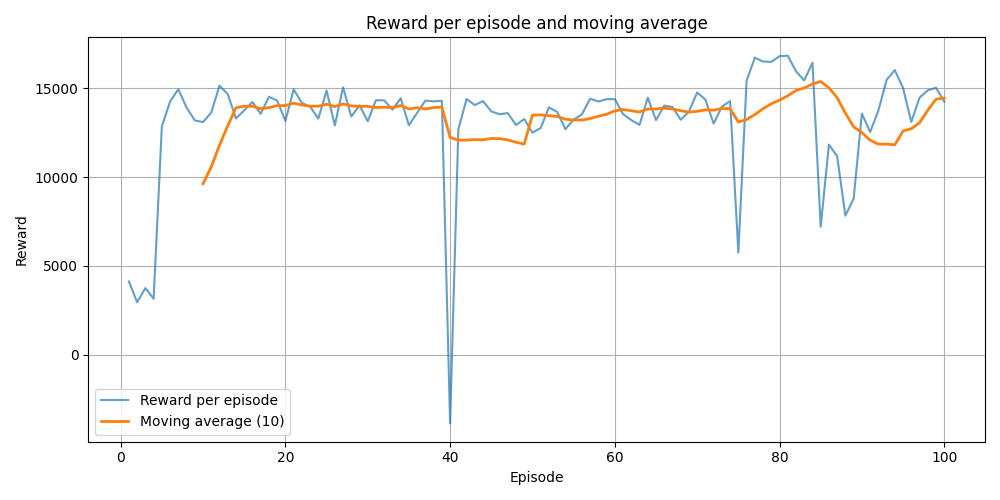 Reward per episode and moving average
Reward
15000
10000
5000
0
Reward per episode
Moving average (10)
0 20 40 60 80 100
Episode